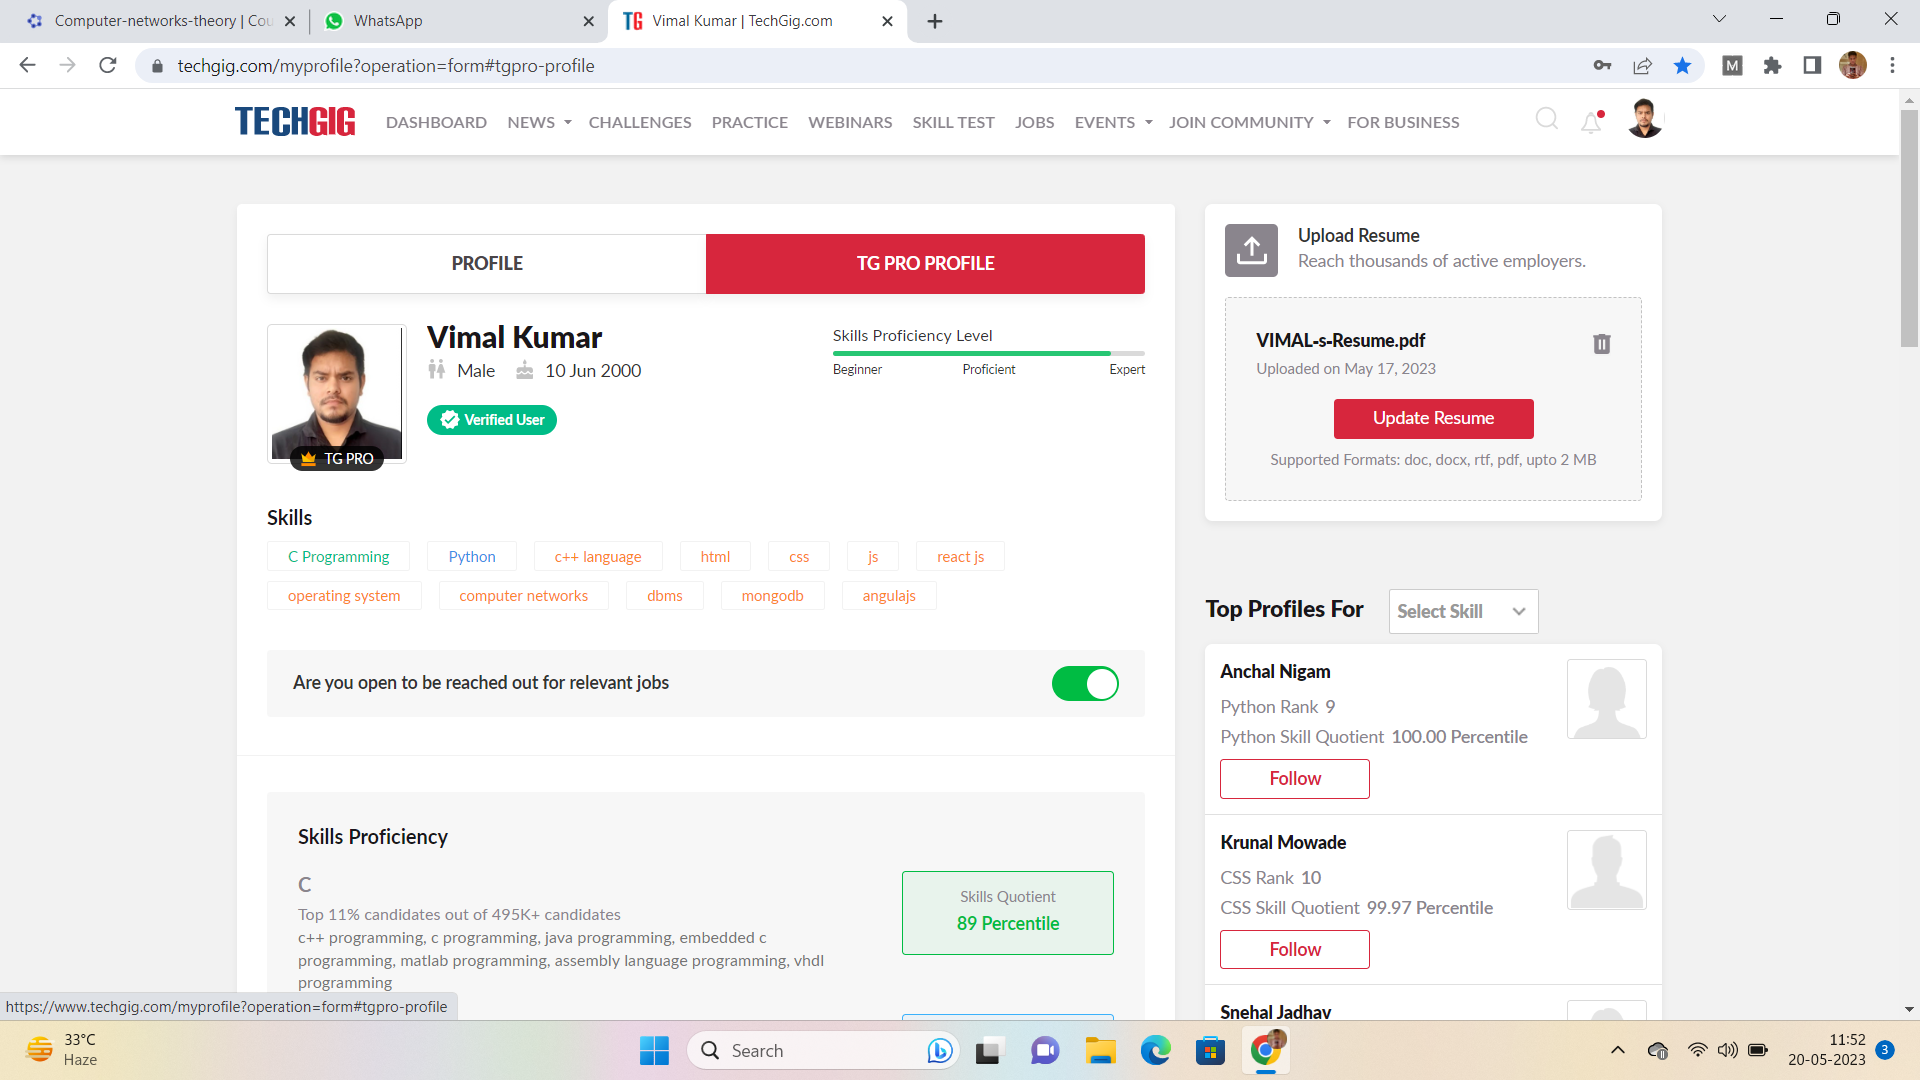 Computer-networks-theory | Cou
WhatsApp
TG Vimal Kumar | TechGig.com
techgig.com/myprofile?operation=form#tgpro-profile
M
TECHGIG DASHBOARD NEWS CHALLENGES PRACTICE WEBINARS SKILL TEST JOBS EVENTS JOIN COMMUNITY FOR BUSINESS
PROFILE
TG PRO PROFILE
Vimal Kumar
Male 10 Jun 2000
Verified User
TG PRO
Skills Proficiency Level
Beginner Proficient Expert
Skills
C Programming Python c++ language html css js react js
operating system computer networks dbms mongodb angulajs
Are you open to be reached out for relevant jobs
Skills Proficiency
C
Top 11% candidates out of 495K+ candidates
c++ programming, c programming, java programming, embedded c
programming, matlab programming, assembly language programming, vhdl
programming
Skills Quotient
89 Percentile
Upload Resume
Reach thousands of active employers.
VIMAL-s-Resume.pdf
Uploaded on May 17, 2023
Update Resume
Supported Formats: doc, docx, rtf, pdf, upto 2 MB
Top Profiles For Select Skill
Anchal Nigam
Python Rank 9
Python Skill Quotient 100.00 Percentile
Follow
Krunal Mowade
CSS Rank 10
CSS Skill Quotient 99.97 Percentile
Follow
Snehal Jadhav
https://www.techgig.com/myprofile?operation=form#tgpro-profile
33°C
Haze
Search
11:52
20-05-2023
3